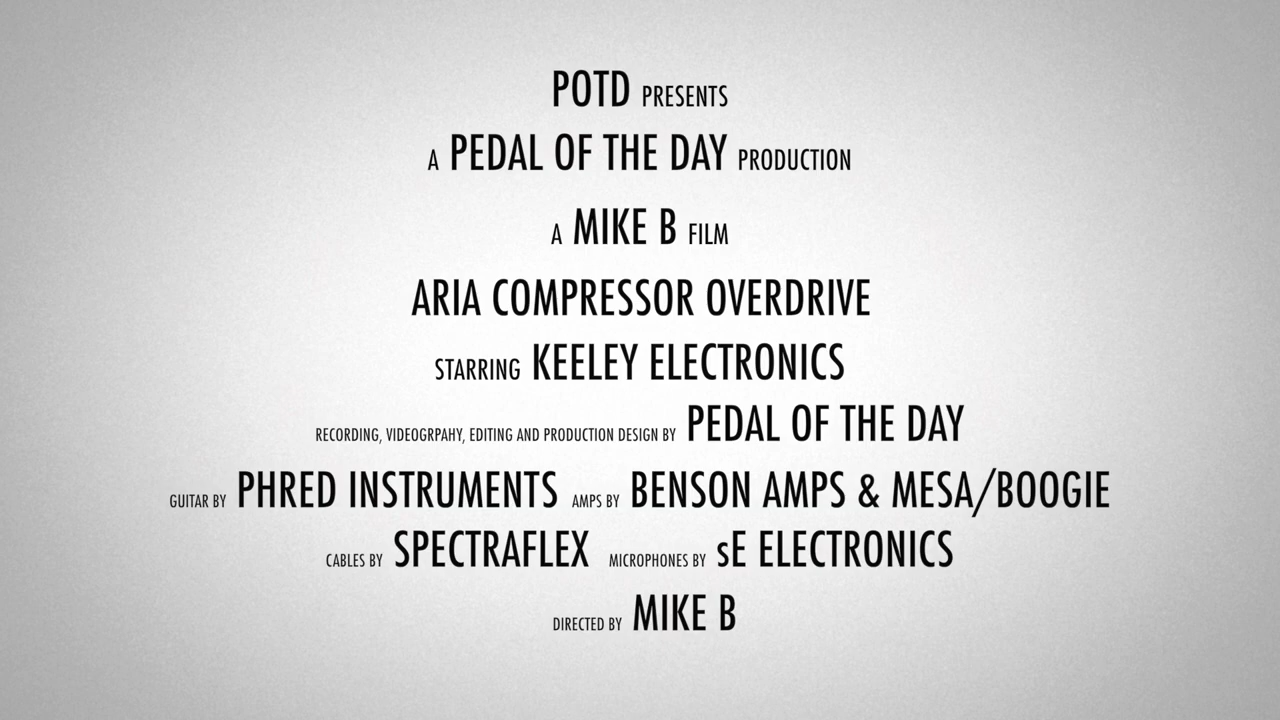 POTD PRESENTS
A PEDAL OF THE DAY PRODUCTION
A MIKE B FILM
ARIA COMPRESSOR OVERDRIVE
STARRING KEELEY ELECTRONICS
RECORDING, VIDEOGRPAHY, EDITING AND PRODUCTION DESIGN BY PEDAL OF THE DAY
GUITAR BY PHRED INSTRUMENTS AMPS BY BENSON AMPS & MESA/BOOGIE
CABLES BY SPECTRAFLEX MICROPHONES BY sE ELECTRONICS
DIRECTED BY MIKE B